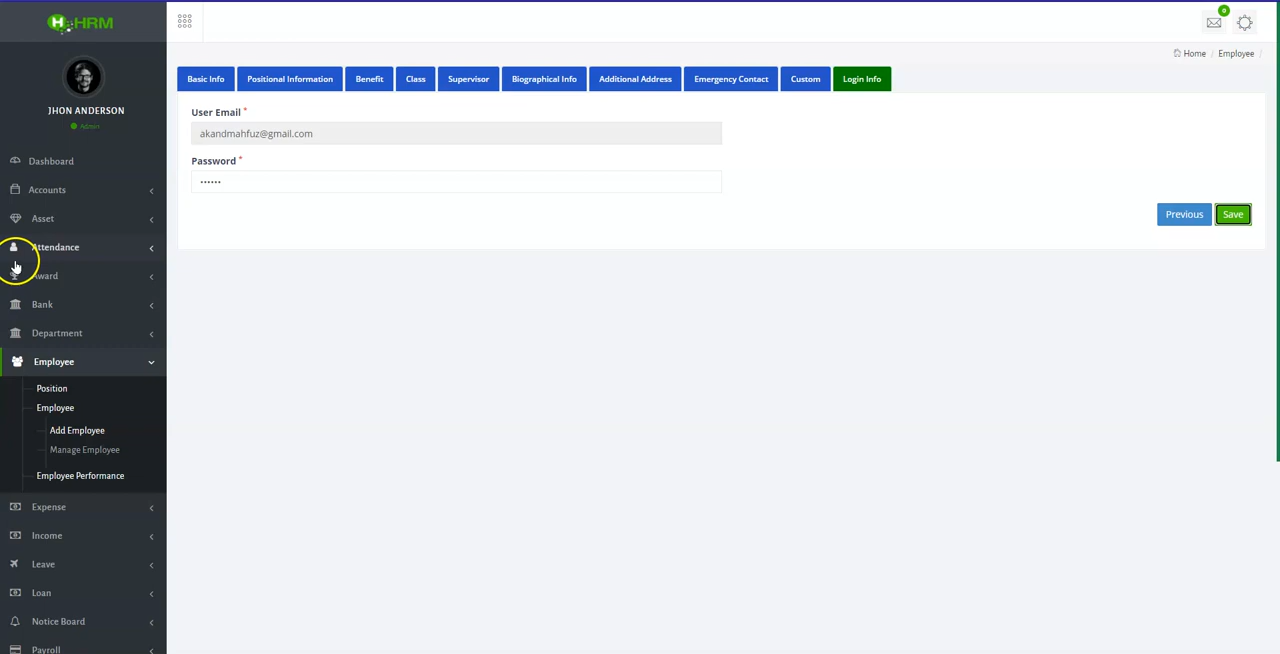 HRM
0
Home / Employee /
JHON ANDERSON
Admin
Basic Info
Positional Information
Benefit
Class
Supervisor
Biographical Info
Additional Address
Emergency Contact
Custom
Login Info
User Email *
akandmahfuz@gmail.com
Password *
••••••
Previous
Save
Dashboard
Accounts
Asset
Attendance
Award
Bank
Department
Employee
Position
Employee
Add Employee
Manage Employee
Employee Performance
Expense
Income
Leave
Loan
Notice Board
Payroll